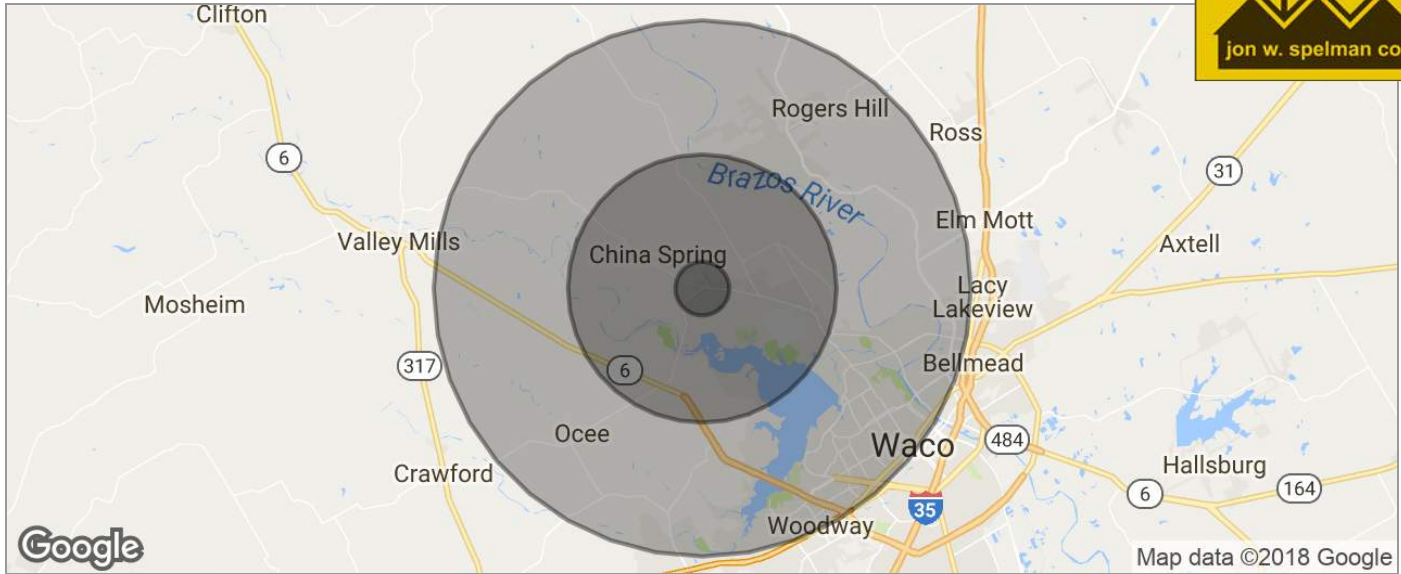 Clifton
jon w. spelman co
Rogers Hill
Ross
6
31
Brazos River
Elm Mott
Valley Mills
Axtell
China Spring
Mosheim
Lacy
Lakeview
317
6
Bellmead
Ocee
Waco
484
Crawford
Hallsburg
6
164
35
Woodway
Google
Map data ©2018 Google